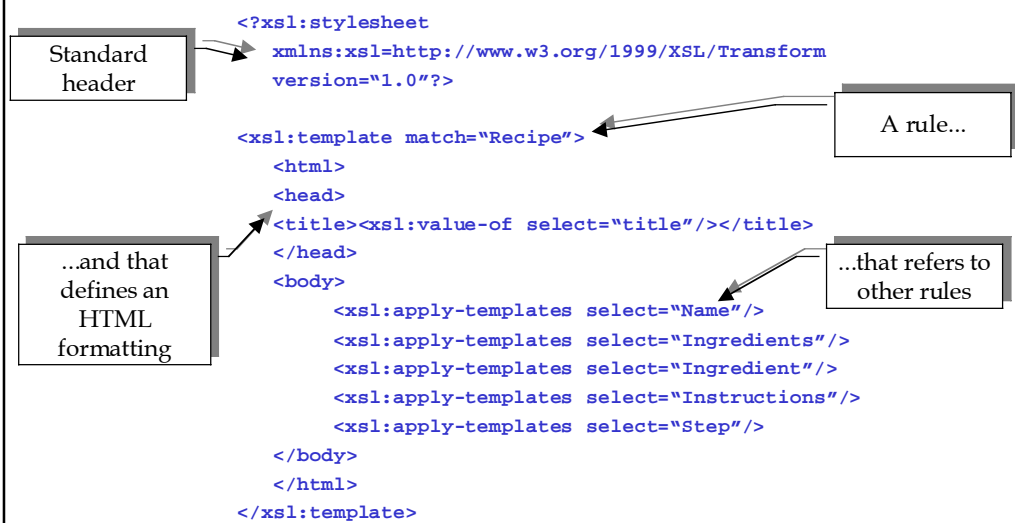 <?xsl:stylesheet
xmlns:xsl=http://www.w3.org/1999/XSL/Transform
version=“1.0”?>
Standard
header
<xsl:template match=“Recipe”>
A rule...
<html>
<head>
<title><xsl:value-of select=“title”/></title>
</head>
<body>
...and that
defines an
HTML
formatting
...that refers to
other rules
<xsl:apply-templates select=“Name”/>
<xsl:apply-templates select=“Ingredients”/>
<xsl:apply-templates select=“Ingredient”/>
<xsl:apply-templates select=“Instructions”/>
<xsl:apply-templates select=“Step”/>
</body>
</html>
</xsl:template>